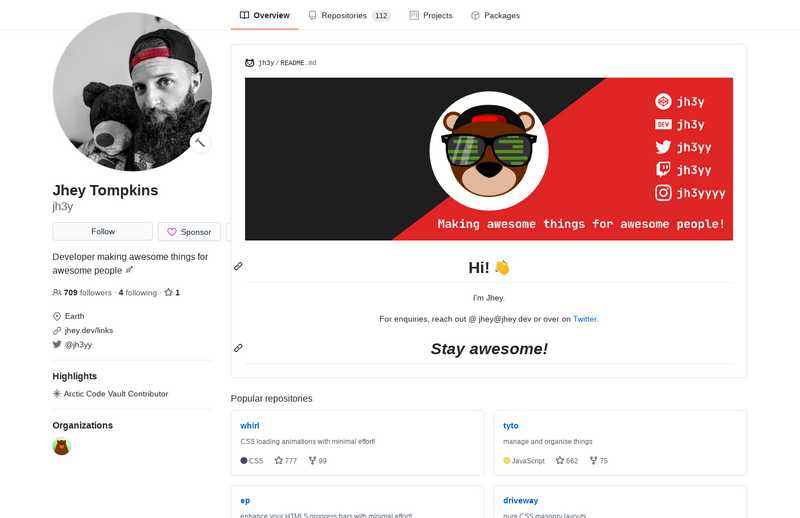 Overview
Repositories 112
Projects
Packages
jh3y/README.md
jh3y
DEV jh3y
jh3yy
jh3yy
jh3yyyy
Making awesome things for awesome people!
Jhey Tompkins
jh3y
Follow
Sponsor
Developer making awesome things for
awesome people
709 followers · 4 following · 1
Earth
jhey.dev/links
@jh3yy
Highlights
Arctic Code Vault Contributor
Organizations
Hi!
I'm Jhey.
For enquiries, reach out @ jhey@jhey.dev or over on Twitter.
Stay awesome!
Popular repositories
whirl
CSS loading animations with minimal effort!
CSS 777 99
tyto
manage and organise things
JavaScript 662 75
ep
enhance your HTML5 progress bars with minimal effort!
driveway
pure CSS masonry layouts